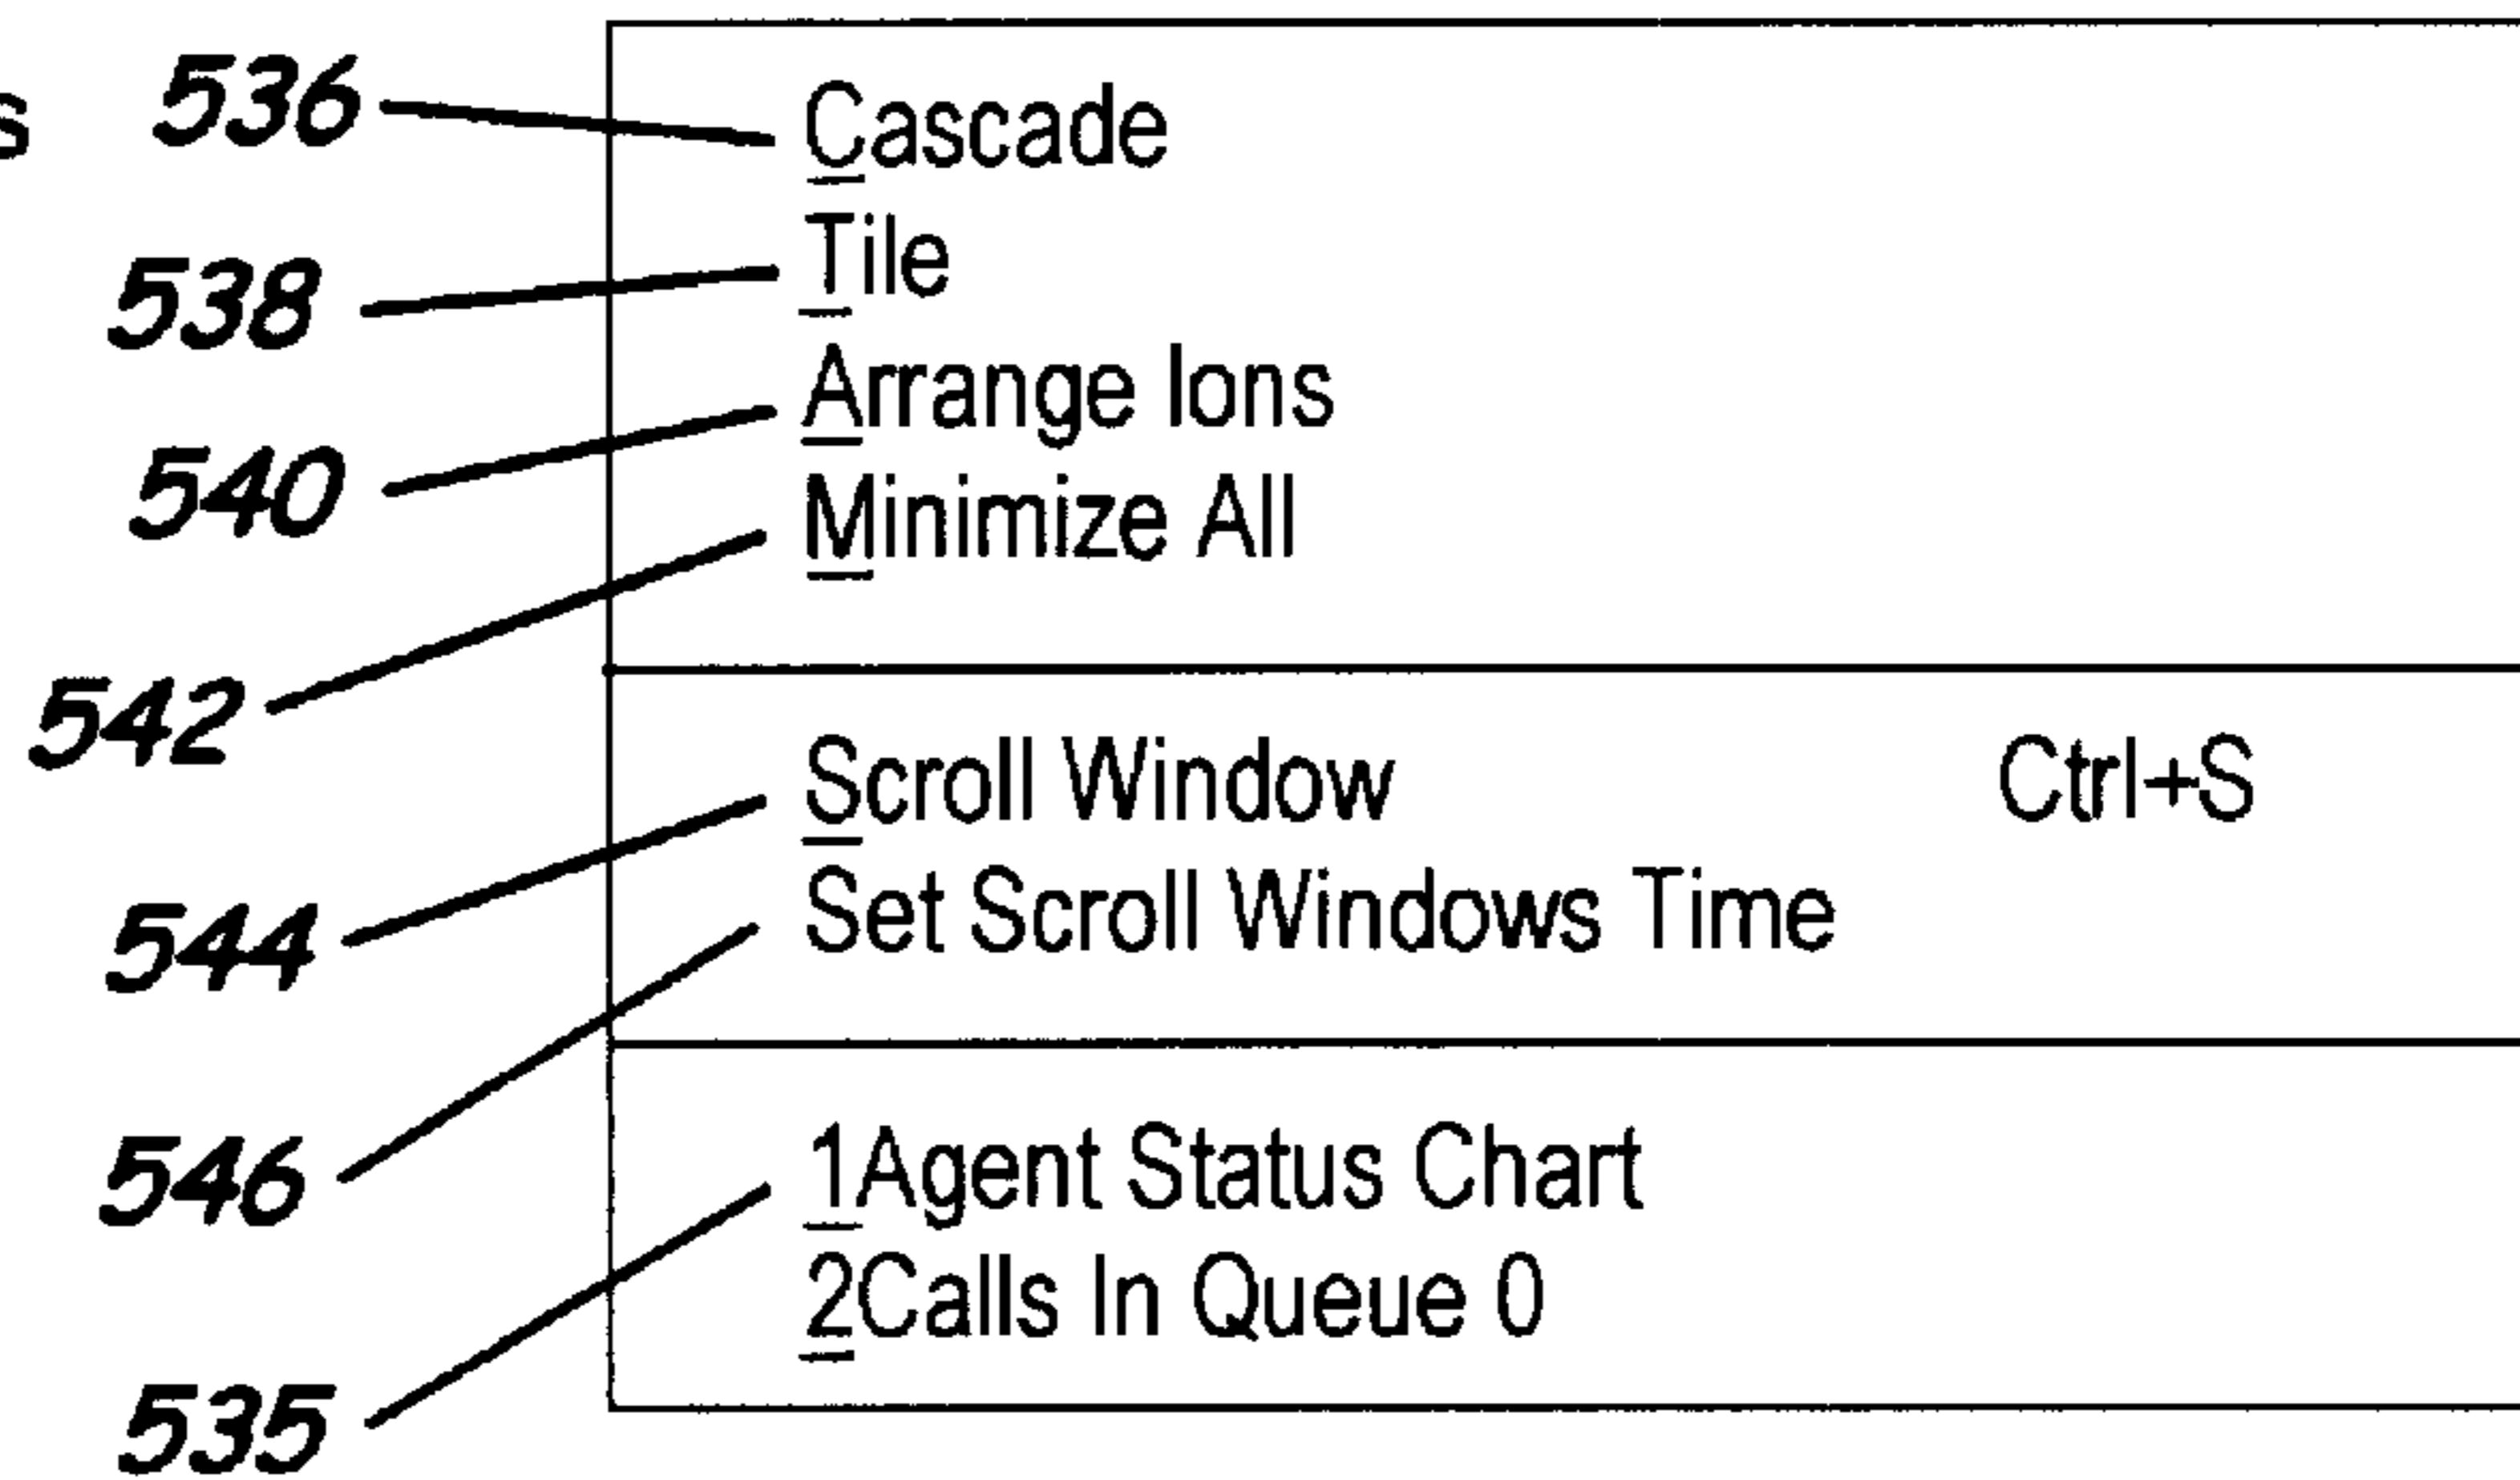 s 536 Cascade
538 Tile
540 Arrange Ions
542 Minimize All
544 Scroll Window Ctrl+S
546 Set Scroll Windows Time
535 1Agent Status Chart
2Calls In Queue 0